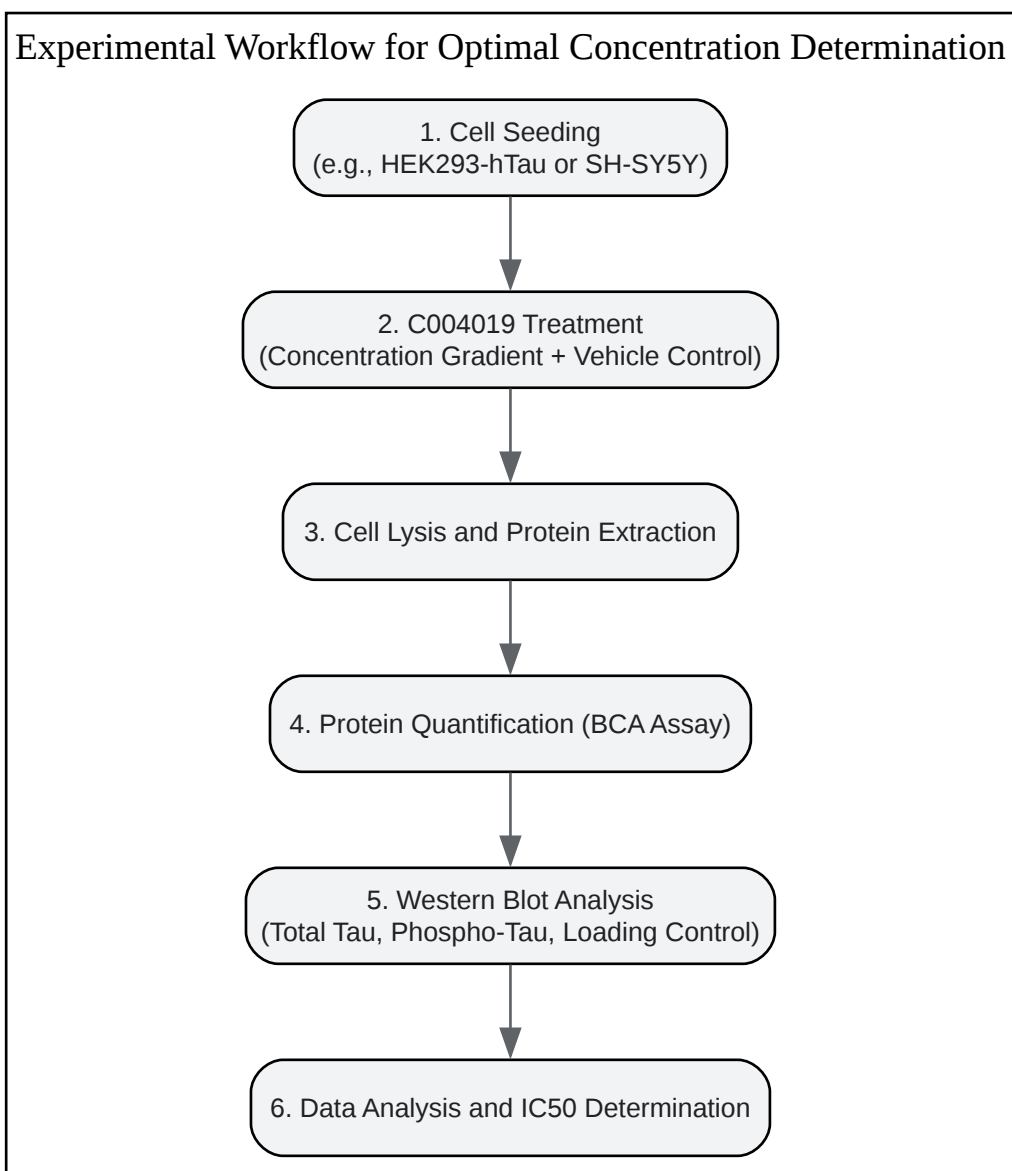 Experimental Workflow for Optimal Concentration Determination
1. Cell Seeding
(e.g., HEK293-hTau or SH-SY5Y)
2. C004019 Treatment
(Concentration Gradient + Vehicle Control)
3. Cell Lysis and Protein Extraction
4. Protein Quantification (BCA Assay)
5. Western Blot Analysis
(Total Tau, Phospho-Tau, Loading Control)
6. Data Analysis and IC50 Determination